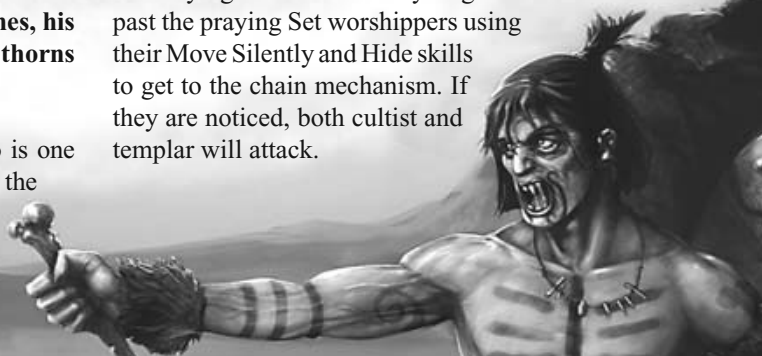 nes, his
thorns
is one
the
past the praying Set worshippers using
their Move Silently and Hide skills
to get to the chain mechanism. If
they are noticed, both cultist and
templar will attack.